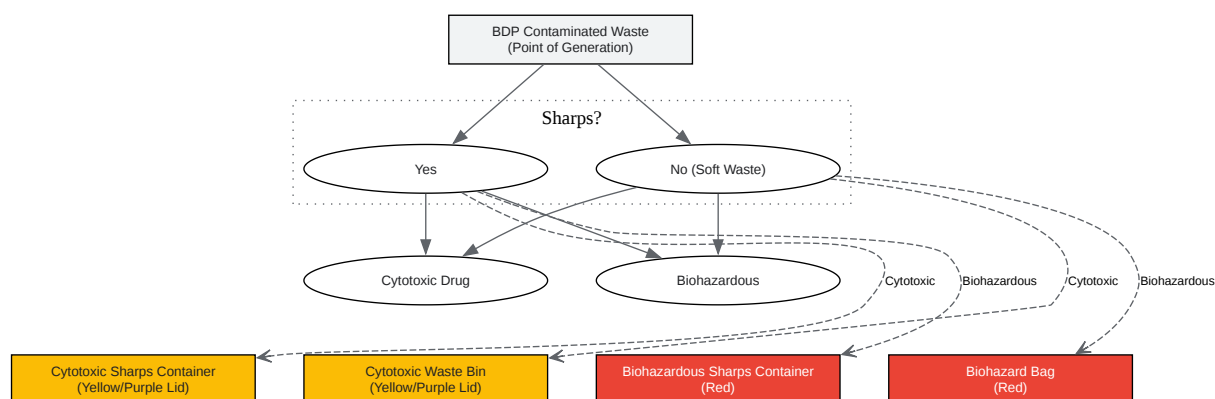 BDP Contaminated Waste
(Point of Generation)
Sharps?
Yes
No (Soft Waste)
Cytotoxic Drug
Biohazardous
Cytotoxic
Biohazardous
Cytotoxic
Biohazardous
Cytotoxic Sharps Container
(Yellow/Purple Lid)
Cytotoxic Waste Bin
(Yellow/Purple Lid)
Biohazardous Sharps Container
(Red)
Biohazard Bag
(Red)